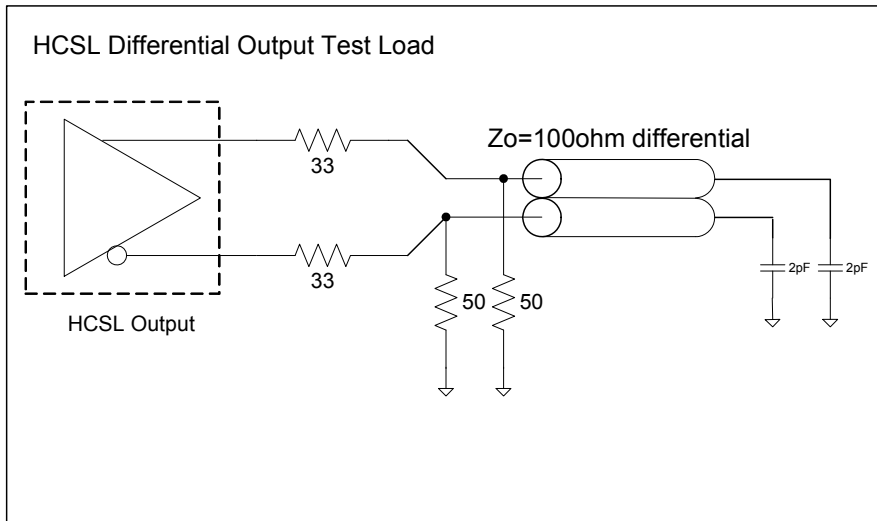 HCSL Differential Output Test Load
Zo=100ohm differential
33
33
50
50
2pF
2pF
HCSL Output